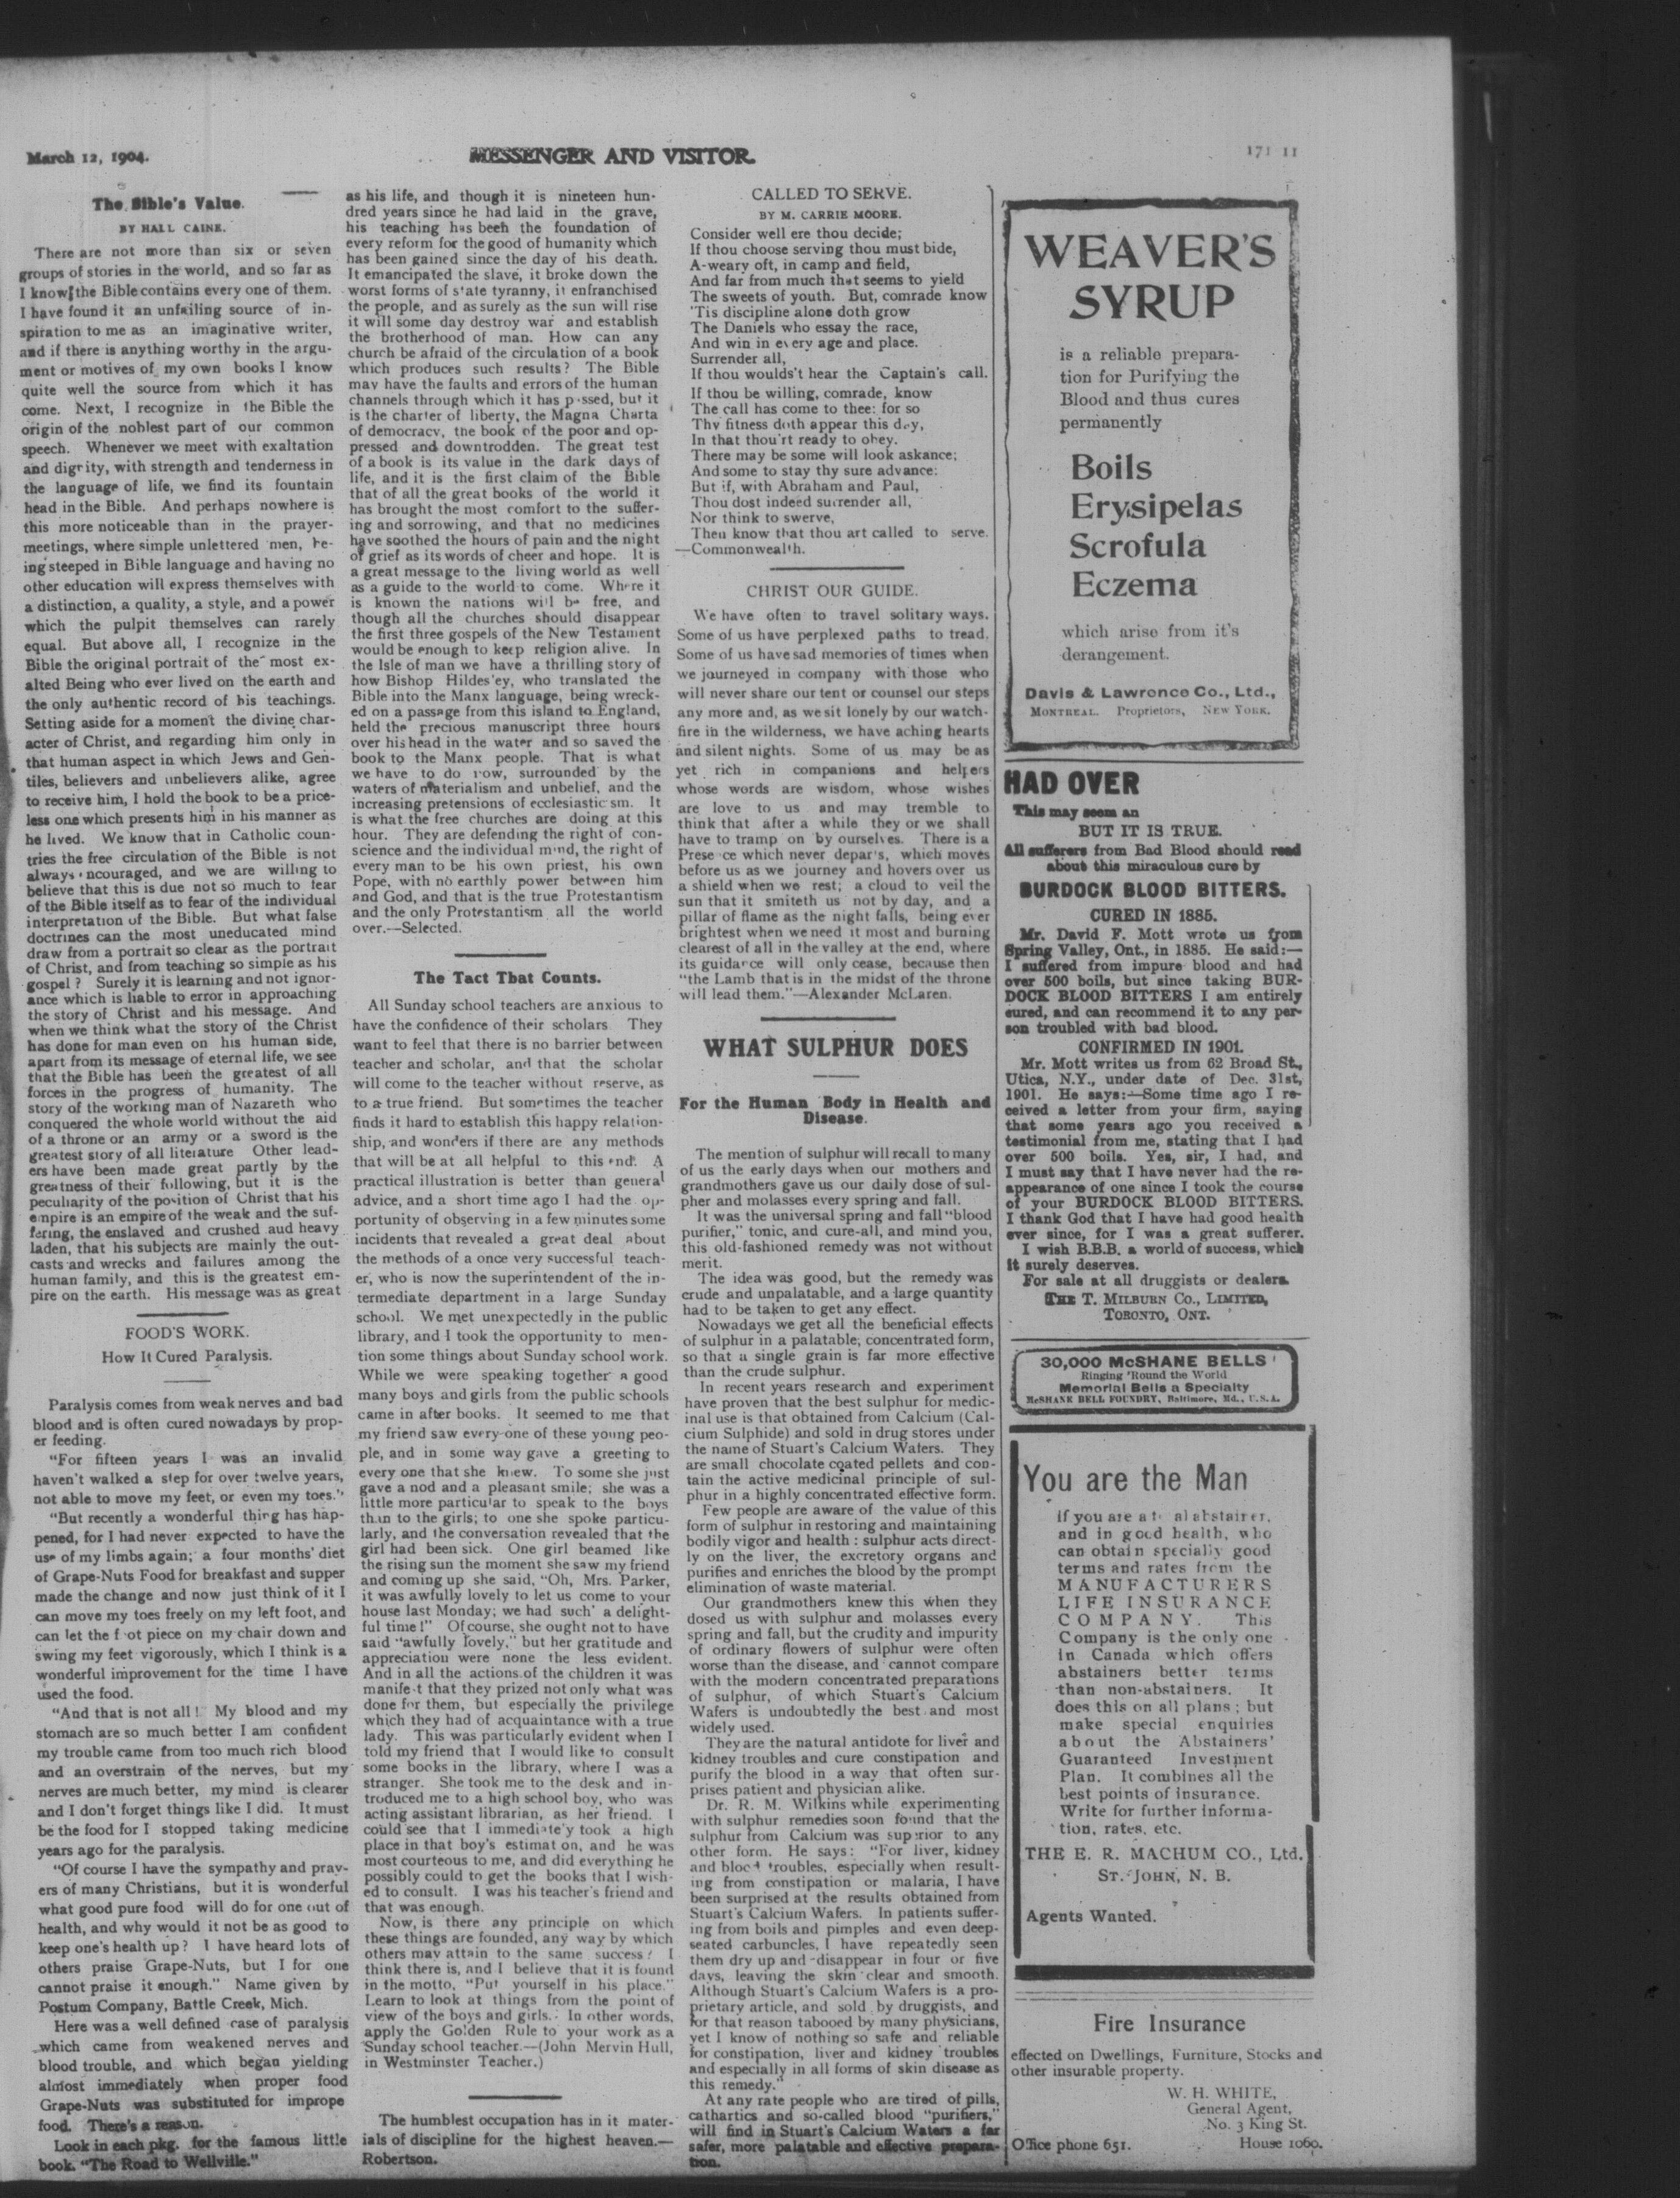 March 12, 1904.
MESSENGER AND VISITOR.
171 11
The Bible's Value.
BY HALL CAINE.
There are not more than six or seven
groups of stories in the world, and so far as
I know the Bible contains every one of them.
I have found it an unfailing source of in-
spiration to me as an imaginative writer,
and if there is anything worthy in the argu-
ment or motives of my own books I know
quite well the source from which it has
come. Next, I recognize in the Bible the
origin of the noblest part of our common
speech. Whenever we meet with exaltation
and dignity, with strength and tenderness in
the language of life, we find its fountain
head in the Bible. And perhaps nowhere is
this more noticeable than in the prayer-
meetings, where simple unlettered men, be-
ing steeped in Bible language and having no
other education will express themselves with
a distinction, a quality, a style, and a power
which the pulpit themselves can rarely
equal. But above all, I recognize in the
Bible the original portrait of the most ex-
alted Being who ever lived on the earth and
the only authentic record of his teachings.
Setting aside for a moment the divine char-
acter of Christ, and regarding him only in
that human aspect in which Jews and Gen-
tiles, believers and unbelievers alike, agree
to receive him, I hold the book to be a price-
less one which presents him in his manner as
he lived. We know that in Catholic coun-
tries the free circulation of the Bible is not
always encouraged, and we are willing to
believe that this is due not so much to fear
of the Bible itself as to fear of the individual
interpretation of the Bible. But what false
doctrines can the most uneducated mind
draw from a portrait so clear as the portrait
of Christ, and from teaching so simple as his
gospel? Surely it is learning and not ignor-
ance which is liable to error in approaching
the story of Christ and his message. And
when we think what the story of the Christ
has done for man even on his human side,
apart from its message of eternal life, we see
that the Bible has been the greatest of all
forces in the progress of humanity. The
story of the working man of Nazareth who
conquered the whole world without the aid
of a throne or an army or a sword is the
greatest story of all literature Other lead-
ers have been made great partly by the
greatness of their following, but it is the
peculiarity of the position of Christ that his
empire is an empire of the weak and the suf-
fering, the enslaved and crushed aud heavy
laden, that his subjects are mainly the out-
casts and wrecks and failures among the
human family, and this is the greatest em-
pire on the earth. His message was as great
FOOD'S WORK.
How It Cured Paralysis.
Paralysis comes from weak nerves and bad
blood and is often cured nowadays by prop-
er feeding.
"For fifteen years I was an invalid
haven't walked a step for over twelve years,
not able to move my feet, or even my toes."
"But recently a wonderful thing has hap-
pened, for I had never expected to have the
use of my limbs again; a four months' diet
of Grape-Nuts Food for breakfast and supper
made the change and now just think of it I
can move my toes freely on my left foot, and
can let the foot piece on my chair down and
swing my feet vigorously, which I think is a
wonderful improvement for the time I have
used the food.
"And that is not all! My blood and my
stomach are so much better I am confident
my trouble came from too much rich blood
and an overstrain of the nerves, but my
nerves are much better, my mind is clearer
and I don't forget things like I did. It must
be the food for I stopped taking medicine
years ago for the paralysis.
"Of course I have the sympathy and pray-
ers of many Christians, but it is wonderful
what good pure food will do for one out of
health, and why would it not be as good to
keep one's health up? I have heard lots of
others praise Grape-Nuts, but I for one
cannot praise it enough." Name given by
Postum Company, Battle Creek, Mich.
Here was a well defined case of paralysis
which came from weakened nerves and
blood trouble, and which began yielding
almost immediately when proper food
Grape-Nuts was substituted for imprope
food. There's a reason.
Look in each pkg. for the famous little
book. "The Road to Wellville."
as his life, and though it is nineteen hun-
dred years since he had laid in the grave,
his teaching has been the foundation of
every reform for the good of humanity which
has been gained since the day of his death.
It emancipated the slave, it broke down the
worst forms of state tyranny, it enfranchised
the people, and as surely as the sun will rise
it will some day destroy war and establish
the brotherhood of man. How can any
church be afraid of the circulation of a book
which produces such results? The Bible
may have the faults and errors of the human
channels through which it has passed, but it
is the charter of liberty, the Magna Charta
of democracy, the book of the poor and op-
pressed and downtrodden. The great test
of a book is its value in the dark days of
life, and it is the first claim of the Bible
that of all the great books of the world it
has brought the most comfort to the suffer-
ing and sorrowing, and that no medicines
have soothed the hours of pain and the night
of grief as its words of cheer and hope. It is
a great message to the living world as well
as a guide to the world to come. Where it
is known the nations will be free, and
though all the churches should disappear
the first three gospels of the New Testament
would be enough to keep religion alive. In
the Isle of man we have a thrilling story of
how Bishop Hildesley, who translated the
Bible into the Manx language, being wreck-
ed on a passage from this island to England,
held the precious manuscript three hours
over his head in the water and so saved the
book to the Manx people. That is what
we have to do now, surrounded by the
waters of materialism and unbelief, and the
increasing pretensions of ecclesiasticism. It
is what the free churches are doing at this
hour. They are defending the right of con-
science and the individual mind, the right of
every man to be his own priest, his own
Pope, with no earthly power between him
and God, and that is the true Protestantism
and the only Protestantism all the world
over.—Selected.
The Tact That Counts.
All Sunday school teachers are anxious to
have the confidence of their scholars They
want to feel that there is no barrier between
teacher and scholar, and that the scholar
will come to the teacher without reserve, as
to a true friend. But sometimes the teacher
finds it hard to establish this happy relation-
ship, and wonders if there are any methods
that will be at all helpful to this end. A
practical illustration is better than general
advice, and a short time ago I had the op-
portunity of observing in a few minutes some
incidents that revealed a great deal about
the methods of a once very successful teach-
er, who is now the superintendent of the in-
termediate department in a large Sunday
school. We met unexpectedly in the public
library, and I took the opportunity to men-
tion some things about Sunday school work.
While we were speaking together a good
many boys and girls from the public schools
came in after books. It seemed to me that
my friend saw every one of these young peo-
ple, and in some way gave a greeting to
every one that she knew. To some she just
gave a nod and a pleasant smile; she was a
little more particular to speak to the boys
than to the girls; to one she spoke particu-
larly, and the conversation revealed that the
girl had been sick. One girl beamed like
the rising sun the moment she saw my friend
and coming up she said, "Oh, Mrs. Parker,
it was awfully lovely to let us come to your
house last Monday; we had such a delight-
ful time!" Of course, she ought not to have
said "awfully lovely," but her gratitude and
appreciation were none the less evident.
And in all the actions of the children it was
manifest that they prized not only what was
done for them, but especially the privilege
which they had of acquaintance with a true
lady. This was particularly evident when I
told my friend that I would like to consult
some books in the library, where I was a
stranger. She took me to the desk and in-
troduced me to a high school boy, who was
acting assistant librarian, as her friend. I
could see that I immediately took a high
place in that boy's estimation, and he was
most courteous to me, and did everything he
possibly could to get the books that I wish-
ed to consult. I was his teacher's friend and
that was enough.
Now, is there any principle on which
these things are founded, any way by which
others may attain to the same success? I
think there is, and I believe that it is found
in the motto, "Put yourself in his place."
Learn to look at things from the point of
view of the boys and girls. In other words,
apply the Golden Rule to your work as a
Sunday school teacher.—(John Mervin Hull,
in Westminster Teacher.)
The humblest occupation has in it mater-
ials of discipline for the highest heaven.—
Robertson.
CALLED TO SERVE.
BY M. CARRIE MOORE.
Consider well ere thou decide;
If thou choose serving thou must bide,
A-weary oft, in camp and field,
And far from much that seems to yield
The sweets of youth. But, comrade know
'Tis discipline alone doth grow
The Daniels who essay the race,
And win in every age and place.
Surrender all,
If thou wouldn't hear the Captain's call.
If thou be willing, comrade, know
The call has come to thee: for so
Thy fitness doth appear this day,
In that thou'rt ready to obey.
There may be some will look askance;
And some to stay thy sure advance:
But if, with Abraham and Paul,
Thou dost indeed surrender all,
Nor think to swerve,
Then know that thou art called to serve.
—Commonwealth.
CHRIST OUR GUIDE.
We have often to travel solitary ways.
Some of us have perplexed paths to tread.
Some of us have sad memories of times when
we journeyed in company with those who
will never share our tent or counsel our steps
any more and, as we sit lonely by our watch-
fire in the wilderness, we have aching hearts
and silent nights. Some of us may be as
yet rich in companions and helpers
whose words are wisdom, whose wishes
are love to us and may tremble to
think that after a while they or we shall
have to tramp on by ourselves. There is a
Presence which never departs, which moves
before us as we journey and hovers over us
a shield when we rest; a cloud to veil the
sun that it smiteth us not by day, and a
pillar of flame as the night falls, being ever
brightest when we need it most and burning
clearest of all in the valley at the end, where
its guidance will only cease, because then
"the Lamb that is in the midst of the throne
will lead them."—Alexander McLaren.
WHAT SULPHUR DOES
For the Human Body in Health and
Disease.
The mention of sulphur will recall to many
of us the early days when our mothers and
grandmothers gave us our daily dose of sul-
pher and molasses every spring and fall.
It was the universal spring and fall "blood
purifier," tonic, and cure-all, and mind you,
this old-fashioned remedy was not without
merit.
The idea was good, but the remedy was
crude and unpalatable, and a large quantity
had to be taken to get any effect.
Nowadays we get all the beneficial effects
of sulphur in a palatable, concentrated form,
so that a single grain is far more effective
than the crude sulphur.
In recent years research and experiment
have proven that the best sulphur for medic-
inal use is that obtained from Calcium (Cal-
cium Sulphide) and sold in drug stores under
the name of Stuart's Calcium Waters. They
are small chocolate coated pellets and con-
tain the active medicinal principle of sul-
phur in a highly concentrated effective form.
Few people are aware of the value of this
form of sulphur in restoring and maintaining
bodily vigor and health: sulphur acts direct-
ly on the liver, the excretory organs and
purifies and enriches the blood by the prompt
elimination of waste material.
Our grandmothers knew this when they
dosed us with sulphur and molasses every
spring and fall, but the crudity and impurity
of ordinary flowers of sulphur were often
worse than the disease, and cannot compare
with the modern concentrated preparations
of sulphur, of which Stuart's Calcium
Wafers is undoubtedly the best and most
widely used.
They are the natural antidote for liver and
kidney troubles and cure constipation and
purify the blood in a way that often sur-
prises patient and physician alike.
Dr. R. M. Wilkins while experimenting
with sulphur remedies soon found that the
sulphur from Calcium was superior to any
other form. He says: "For liver, kidney
and blood troubles, especially when result-
ing from constipation or malaria, I have
been surprised at the results obtained from
Stuart's Calcium Wafers. In patients suffer-
ing from boils and pimples and even deep-
seated carbuncles, I have repeatedly seen
them dry up and disappear in four or five
days, leaving the skin clear and smooth.
Although Stuart's Calcium Wafers is a pro-
prietary article, and sold by druggists, and
for that reason tabooed by many physicians,
yet I know of nothing so safe and reliable
for constipation, liver and kidney troubles
and especially in all forms of skin disease as
this remedy."
At any rate people who are tired of pills,
cathartics and so-called blood "purifiers,"
will find in Stuart's Calcium Waters a far
safer, more palatable and effective prepara-
tion.
WEAVER'S
SYRUP
is a reliable prepara-
tion for Purifying the
Blood and thus cures
permanently
Boils
Erysipelas
Scrofula
Eczema
which arise from it's
derangement.
Davis & Lawrence Co., Ltd.,
MONTREAL. Proprietors, NEW YORK.
HAD OVER
This may seem an
BUT IT IS TRUE.
All sufferers from Bad Blood should read
about this miraculous cure by
BURDOCK BLOOD BITTERS.
CURED IN 1885.
Mr. David F. Mott wrote us from
Spring Valley, Ont., in 1885. He said:—
I suffered from impure blood and had
over 500 boils, but since taking BUR-
DOCK BLOOD BITTERS I am entirely
cured, and can recommend it to any per-
son troubled with bad blood.
CONFIRMED IN 1901.
Mr. Mott writes us from 62 Broad St.,
Utica, N.Y., under date of Dec. 31st,
1901. He says:—Some time ago I re-
ceived a letter from your firm, saying
that some years ago you received a
testimonial from me, stating that I had
over 500 boils. Yes, sir, I had, and
I must say that I have never had the re-
appearance of one since I took the course
of your BURDOCK BLOOD BITTERS.
I thank God that I have had good health
ever since, for I was a great sufferer.
I wish B.B.B. a world of success, which
it surely deserves.
For sale at all druggists or dealers.
THE T. MILBURN CO., LIMITED,
TORONTO, ONT.
30,000 McSHANE BELLS
Ringing 'Round the World
Memorial Bells a Specialty
McSHANE BELL FOUNDRY, Baltimore, Md., U.S.A.
You are the Man
if you are a total abstainer,
and in good health, who
can obtain specially good
terms and rates from the
MANUFACTURERS
LIFE INSURANCE
COMPANY. This
Company is the only one
in Canada which offers
abstainers better terms
than non-abstainers. It
does this on all plans; but
make special enquiries
about the Abstainers'
Guaranteed Investment
Plan. It combines all the
best points of insurance.
Write for further informa-
tion, rates, etc.
THE E. R. MACHUM CO., Ltd.
ST. JOHN, N. B.
Agents Wanted.
Fire Insurance
effected on Dwellings, Furniture, Stocks and
other insurable property.
W. H. WHITE,
General Agent,
No. 3 King St.
Office phone 651. House 1060.